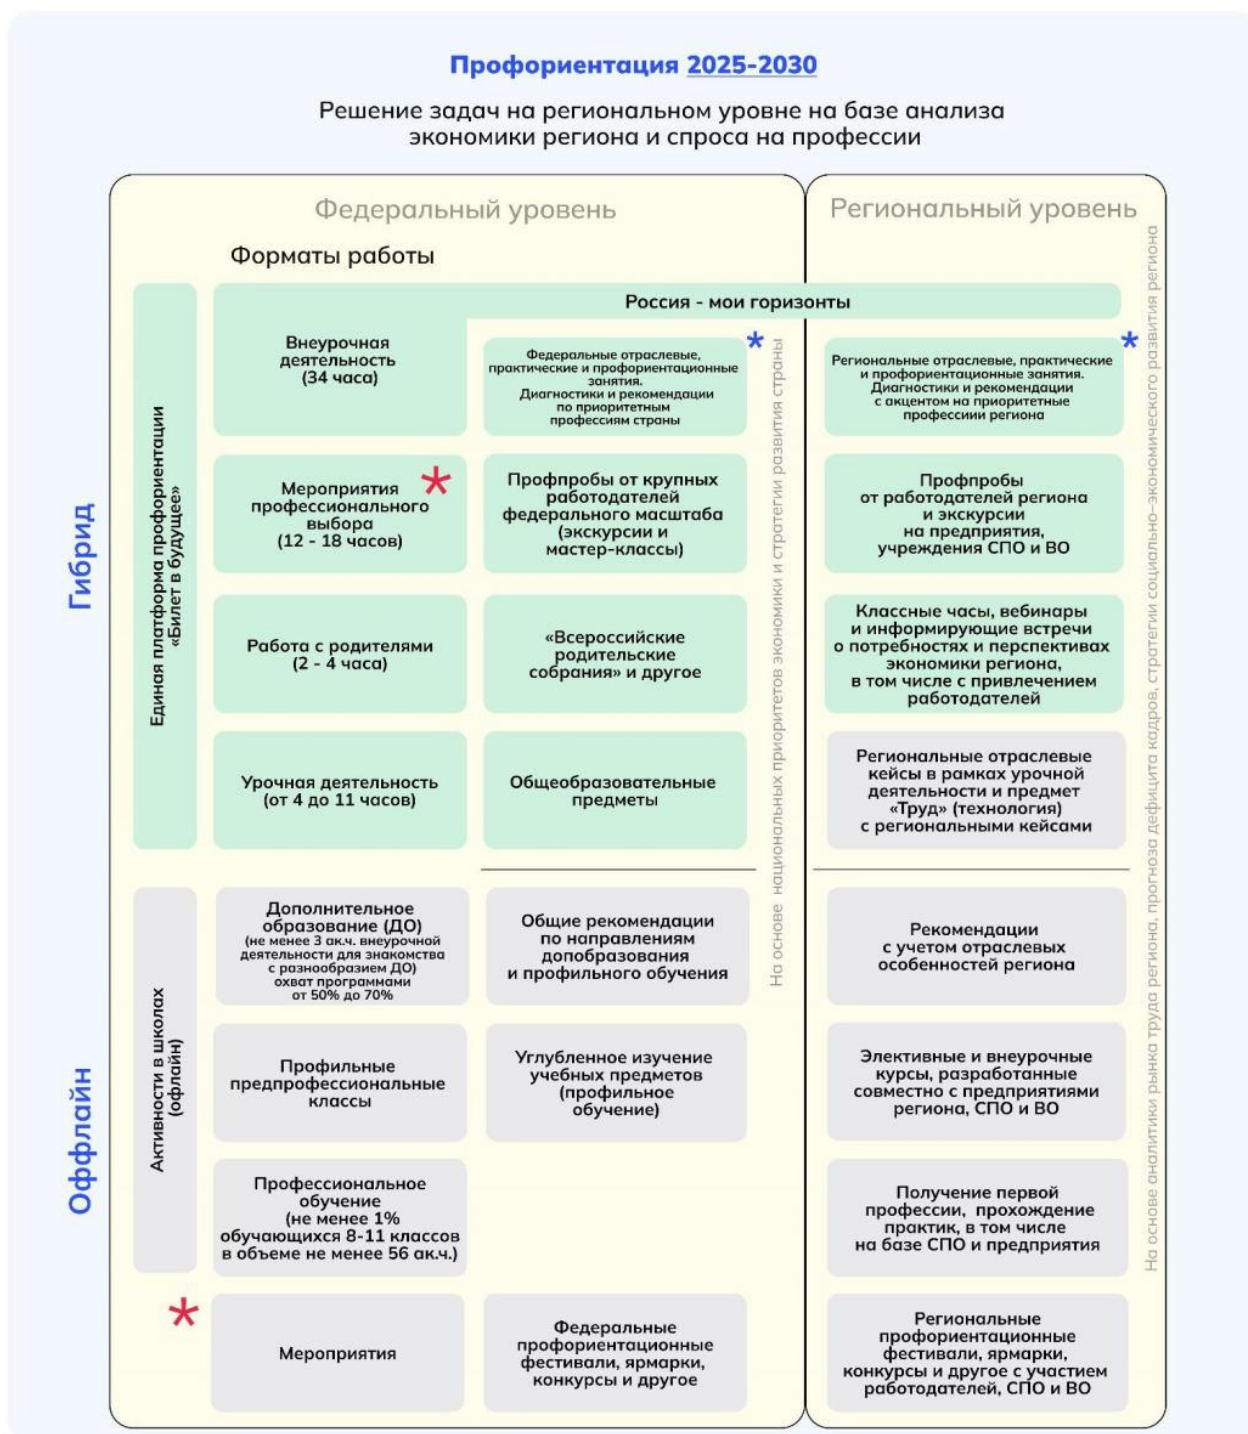 Профориентация 2025-2030
Решение задач на региональном уровне на базе анализа
экономики региона и спроса на профессии
Федеральный уровень
Региональный уровень
Форматы работы
Россия - мои горизонты
Гибрид
Единая платформа профориентации
«Билет в будущее»
Внеурочная
деятельность
(34 часа)
*
Федеральные отраслевые,
практические и профориентационные
занятия.
Диагностики и рекомендации
по приоритетным
профессиям страны
*
Региональные отраслевые, практические
и профориентационные занятия.
Диагностики и рекомендации
с акцентом на приоритетные
профессиии региона
Мероприятия
профессионального
выбора
(12 - 18 часов)
*
Профпробы от крупных
работодателей
федерального масштаба
(экскурсии и
мастер-классы)
Профпробы
от работодателей региона
и экскурсии
на предприятия,
учреждения СПО и ВО
Работа с родителями
(2 - 4 часа)
«Всероссийские
родительские
собрания» и другое
Классные часы, вебинары
и информирующие встречи
о потребностях и перспективах
экономики региона,
в том числе с привлечением
работодателей
Урочная деятельность
(от 4 до 11 часов)
Общеобразовательные
предметы
Региональные отраслевые
кейсы в рамках урочной
деятельности и предмет
«Труд» (технология)
с региональными кейсами
На основе национальных приоритетов экономики и стратегии развития страны
На основе аналитики рынка труда региона, прогноза дефицита кадров, стратегии социально-экономического развития региона
Оффлайн
Активности в школах
(офлайн)
Дополнительное
образование (ДО)
(не менее 3 ак.ч. внеурочной
деятельности для знакомства
с разнообразием ДО)
охват программами
от 50% до 70%
Общие рекомендации
по направлениям
допобразования
и профильного обучения
Рекомендации
с учетом отраслевых
особенностей региона
Профильные
предпрофессиональные
классы
Углубленное изучение
учебных предметов
(профильное
обучение)
Элективные и внеурочные
курсы, разработанные
совместно с предприятиями
региона, СПО и ВО
Профессиональное
обучение
(не менее 1%
обучающихся 8-11 классов
в объеме не менее 56 ак.ч.)
Получение первой
профессии, прохождение
практик, в том числе
на базе СПО и предприятия
*
Мероприятия
Федеральные
профориентационные
фестивали, ярмарки,
конкурсы и другое
Региональные
профориентационные
фестивали, ярмарки,
конкурсы и другое с участием
работодателей, СПО и ВО